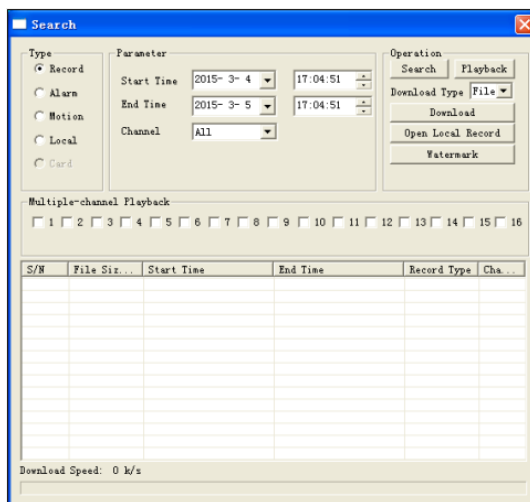 Search
Type
Record
Alarm
Motion
Local
Card
Parameter
Start Time 2015- 3- 4 17:04:51
End Time 2015- 3- 5 17:04:51
Channel All
Operation
Search Playback
Download Type File
Download
Open Local Record
Watermark
Multiple-channel Playback
1 2 3 4 5 6 7 8 9 10 11 12 13 14 15 16
S/N File Siz... Start Time End Time Record Type Cha...
Download Speed: 0 k/s